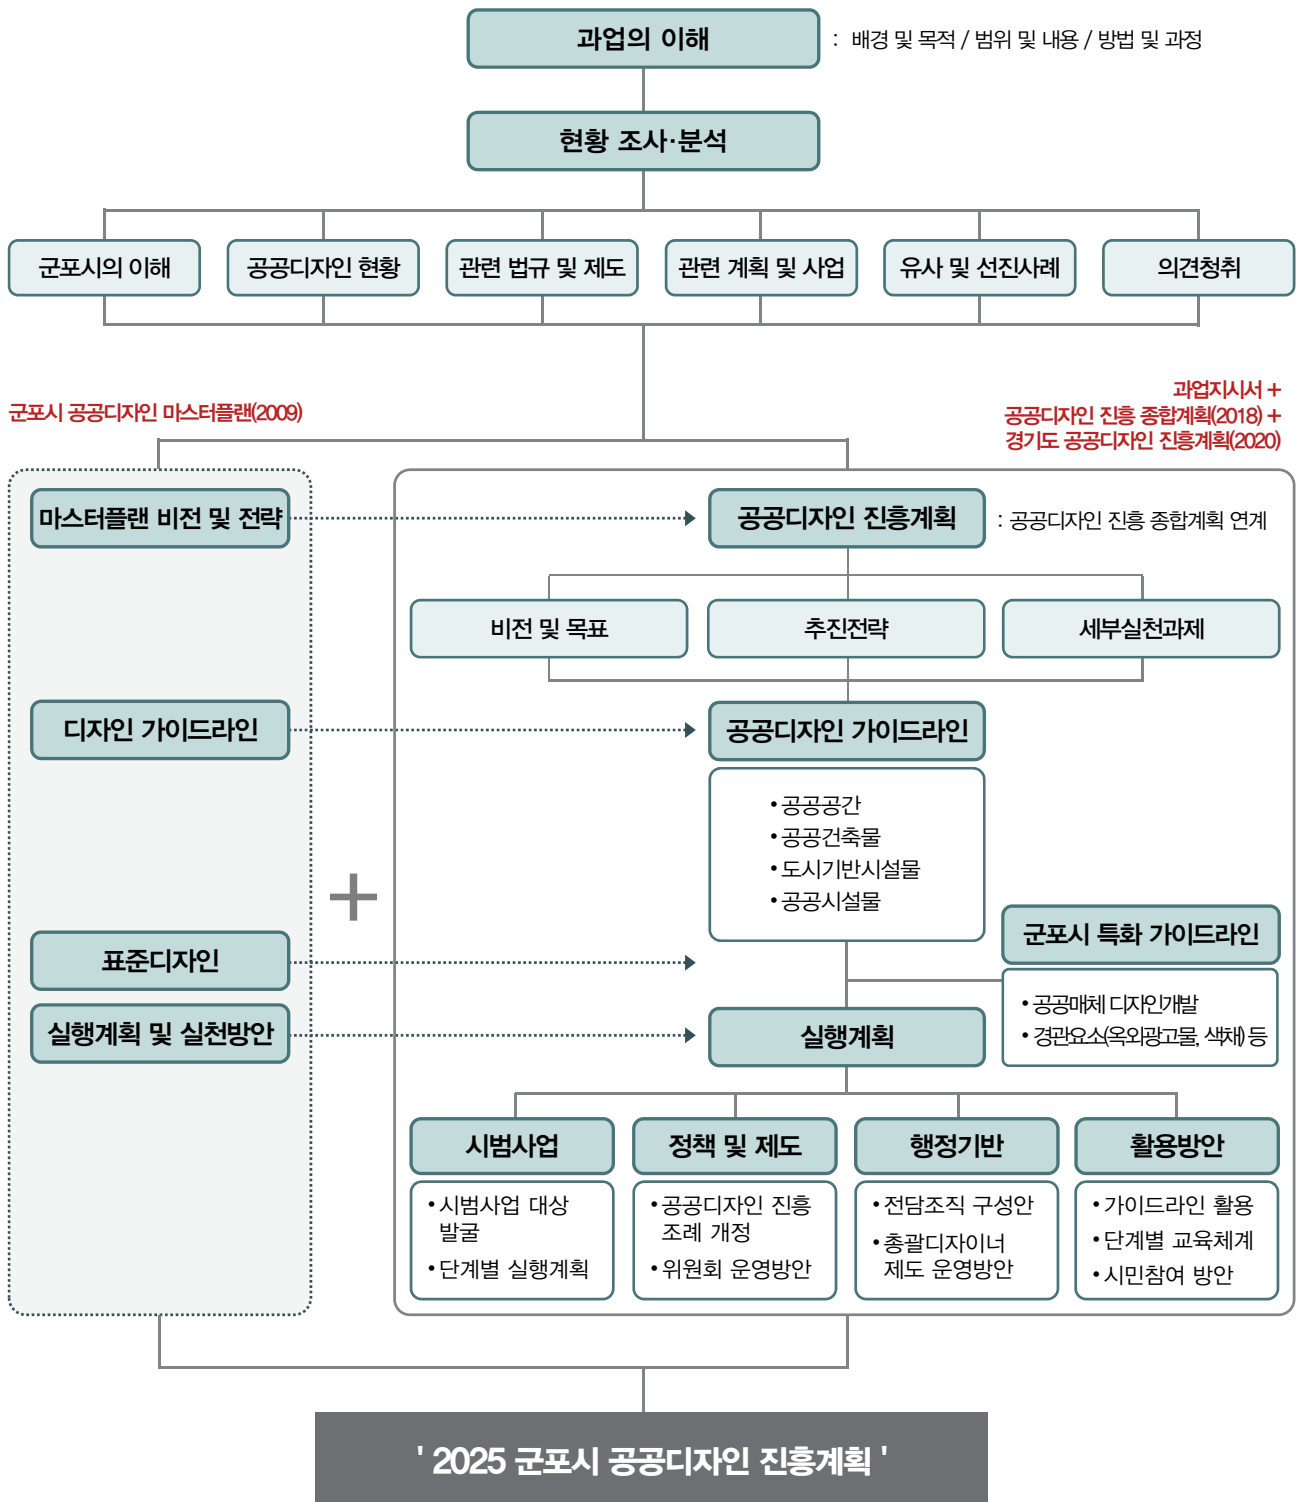 과업의 이해
: 배경 및 목적 / 범위 및 내용 / 방법 및 과정
현황 조사·분석
군포시의 이해
공공디자인 현황
관련 법규 및 제도
관련 계획 및 사업
유사 및 선진사례
의견청취
군포시 공공디자인 마스터플랜(2009)
과업지시서 +
공공디자인 진흥 종합계획(2018) +
경기도 공공디자인 진흥계획(2020)
마스터플랜 비전 및 전략
공공디자인 진흥계획
: 공공디자인 진흥 종합계획 연계
비전 및 목표
추진전략
세부실천과제
디자인 가이드라인
공공디자인 가이드라인
• 공공공간
• 공공건축물
• 도시기반시설물
• 공공시설물
+
군포시 특화 가이드라인
• 공공매체 디자인개발
• 경관요소(옥외광고물, 색채) 등
표준디자인
실행계획 및 실천방안
실행계획
시범사업
• 시범사업 대상
발굴
• 단계별 실행계획
정책 및 제도
• 공공디자인 진흥
조례 개정
• 위원회 운영방안
행정기반
• 전담조직 구성안
• 총괄디자이너
제도 운영방안
활용방안
• 가이드라인 활용
• 단계별 교육체계
• 시민참여 방안
' 2025 군포시 공공디자인 진흥계획 '